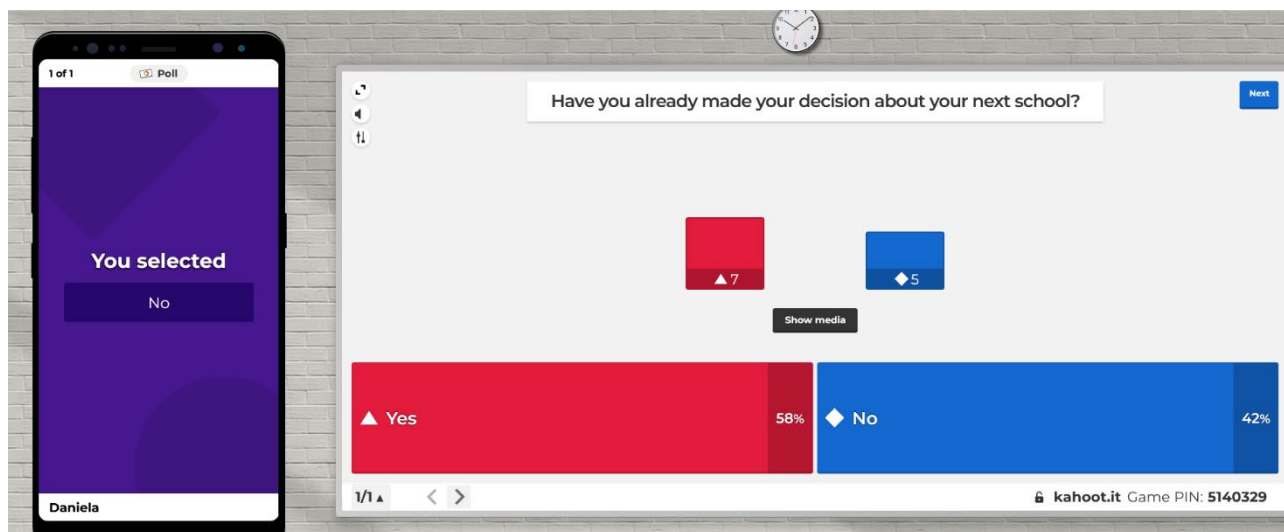 1 of 1
Poll
You selected
No
Daniela
Have you already made your decision about your next school?
Next
7
5
Show media
Yes
58%
No
42%
1/1
kahoot.it Game PIN: 5140329